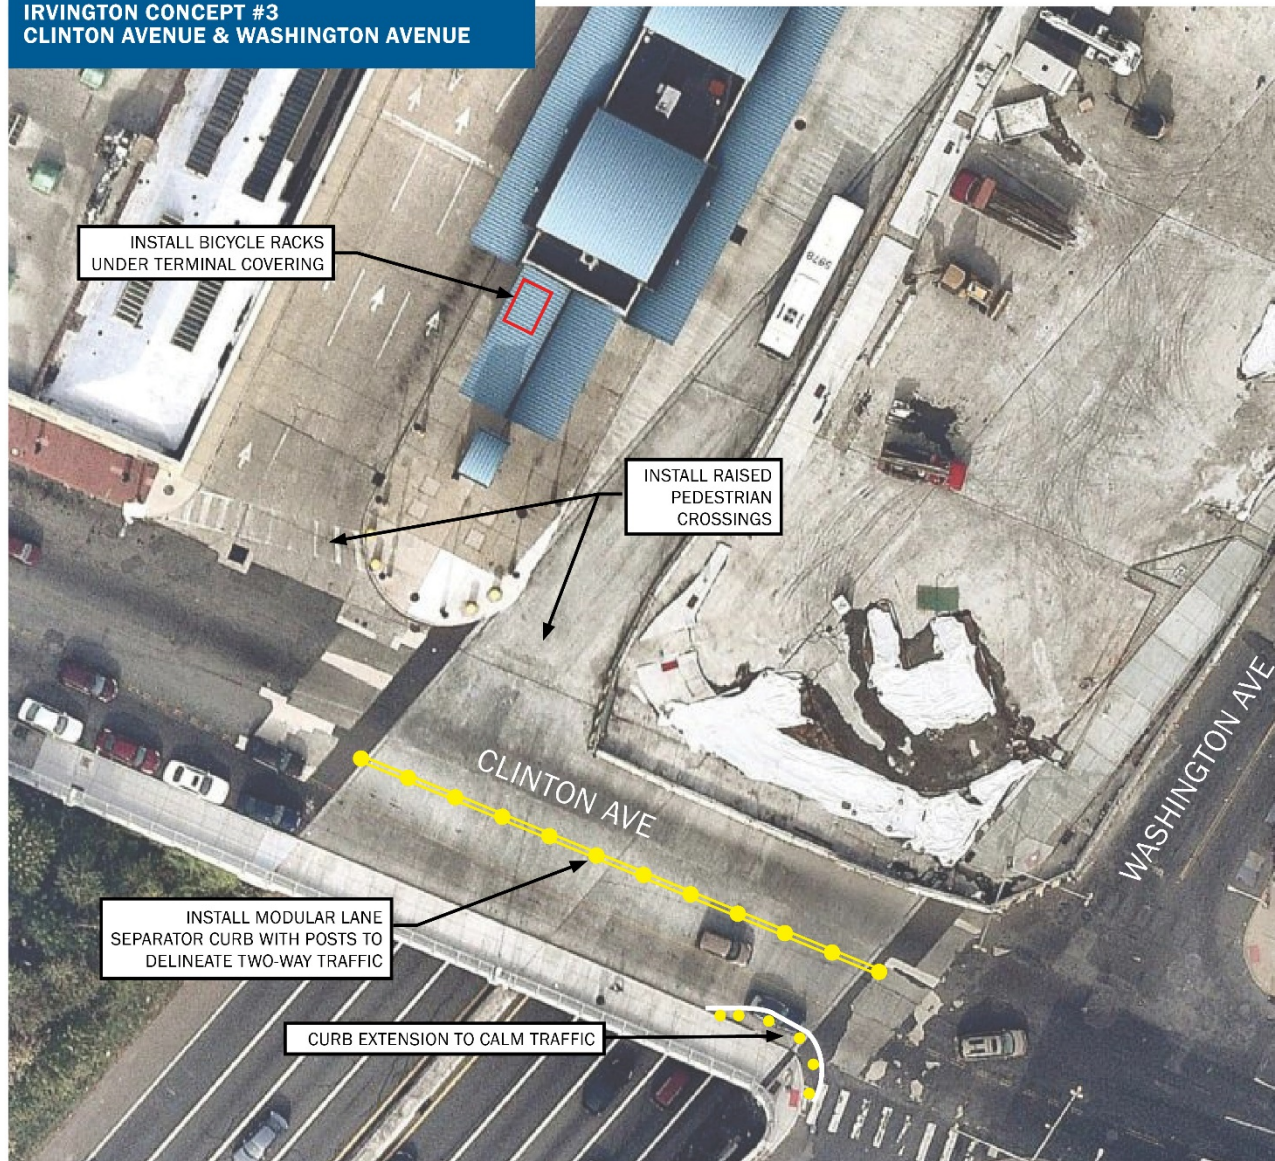 IRVINGTON CONCEPT #3
CLINTON AVENUE & WASHINGTON AVENUE
INSTALL BICYCLE RACKS
UNDER TERMINAL COVERING
5978
INSTALL RAISED
PEDESTRIAN
CROSSINGS
CLINTON AVE
WASHINGTON AVE
INSTALL MODULAR LANE
SEPARATOR CURB WITH POSTS TO
DELINEATE TWO-WAY TRAFFIC
CURB EXTENSION TO CALM TRAFFIC